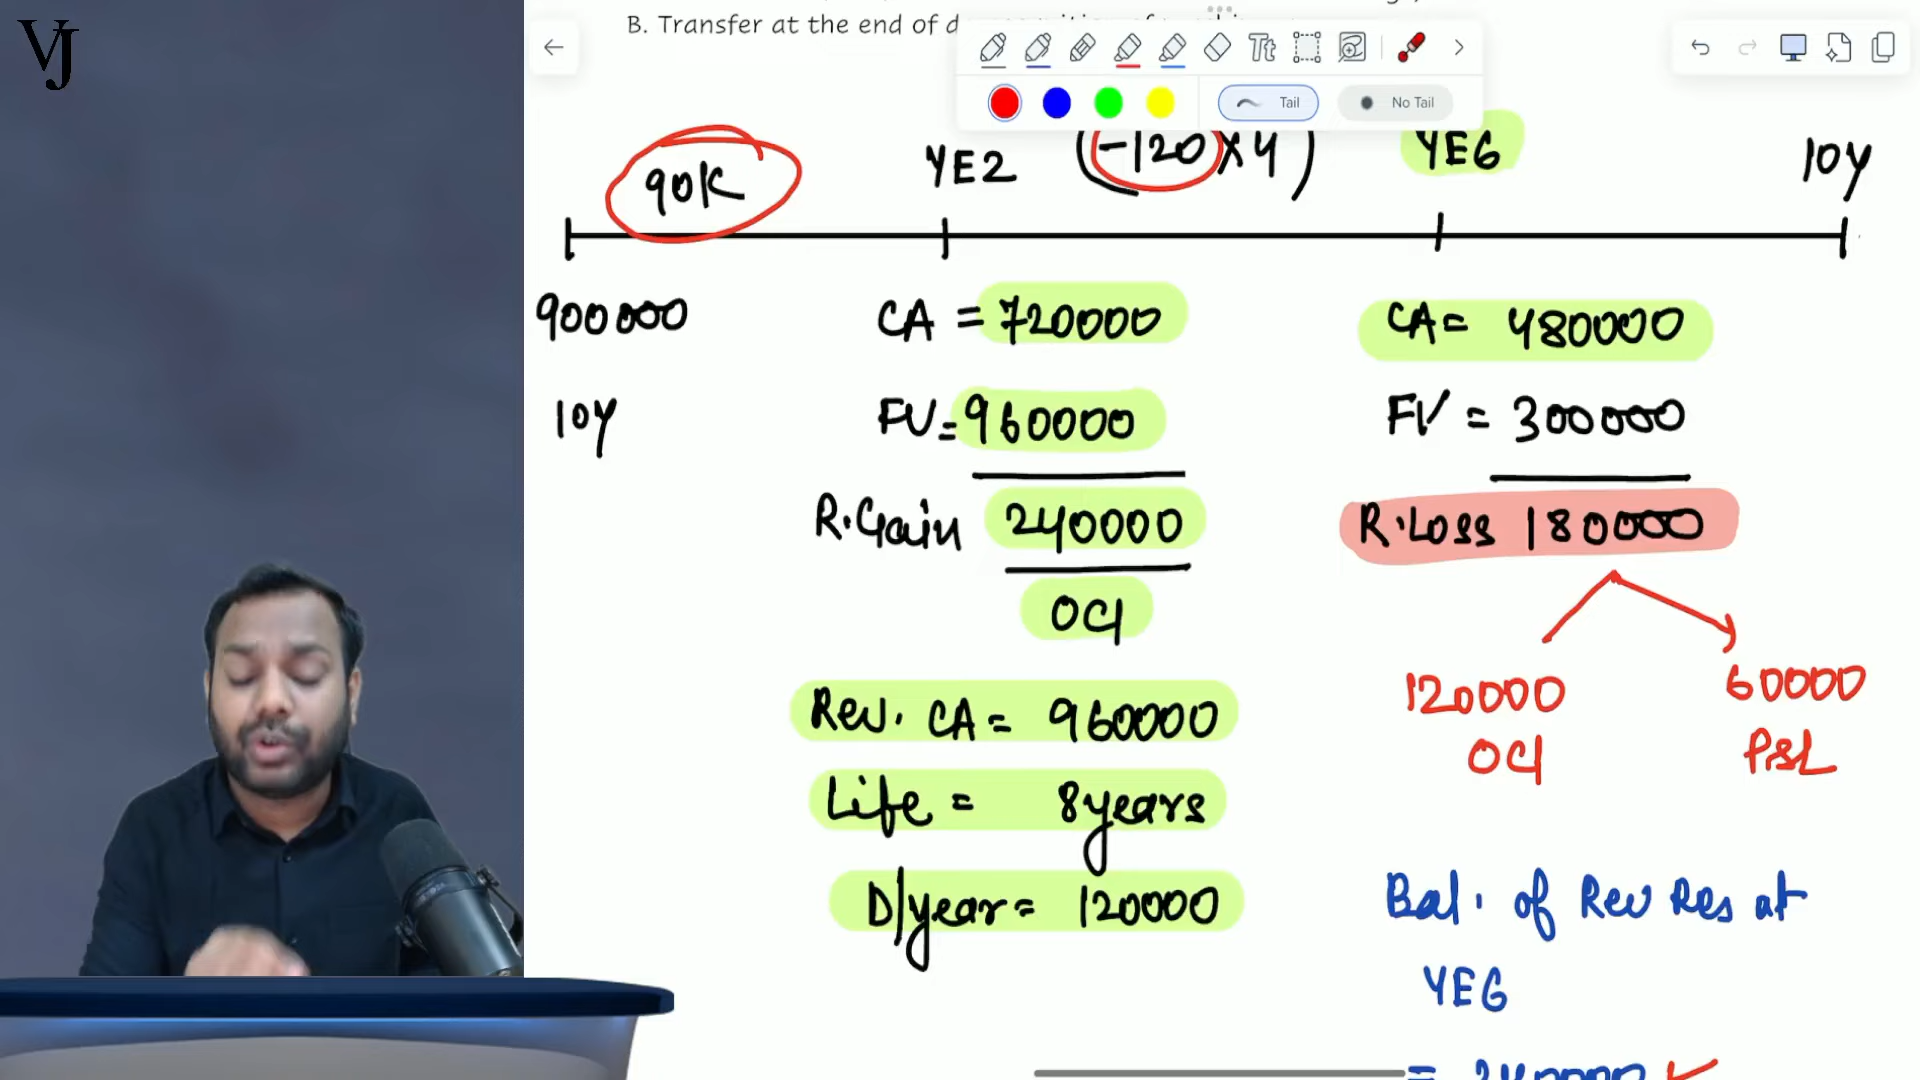 VJ
B. Transfer at the end of
Tail
No Tail
90K
YE2
(-120 x 4)
YE6
10y
900000
CA = 720000
CA = 480000
10y
FV = 960000
FV = 300000
R.Gain 240000
R.Loss 180000
OCI
120000
60000
Rev. CA = 960000
OCI
P&L
Life = 8years
D/year = 120000
Bal. of Rev Res at
YE6
= 240000
Tt